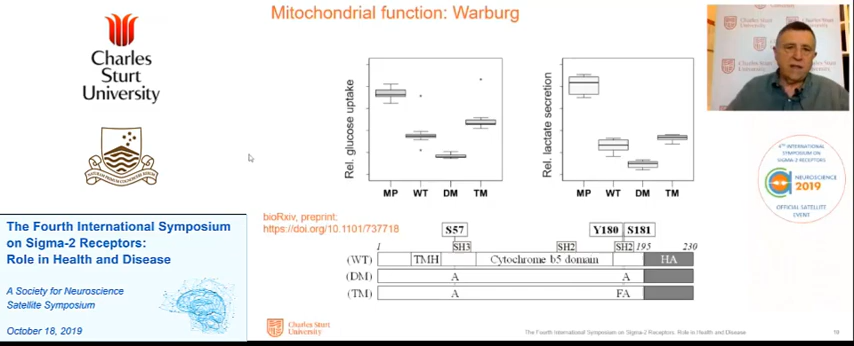 Mitochondrial function: Warburg
Charles
Sturt
University
Rel. glucose uptake
MP WT DM TM
Rel. lactate secretion
MP WT DM TM
4TH INTERNATIONAL
SYMPOSIUM ON
SIGMA-2 RECEPTORS
NEUROSCIENCE
2019
OFFICIAL SATELLITE
EVENT
The Fourth International Symposium
on Sigma-2 Receptors:
Role in Health and Disease
A Society for Neuroscience
Satellite Symposium
October 18, 2019
bioRxiv, preprint:
https://doi.org/10.1101/737718
S57 Y180 S181
1 SH3 SH2 SH2 195 230
(WT) TMH Cytochrome b5 domain HA
(DM) A A
(TM) A FA
Charles Sturt
University
The Fourth International Symposium on Sigma-2 Receptors: Role in Health and Disease